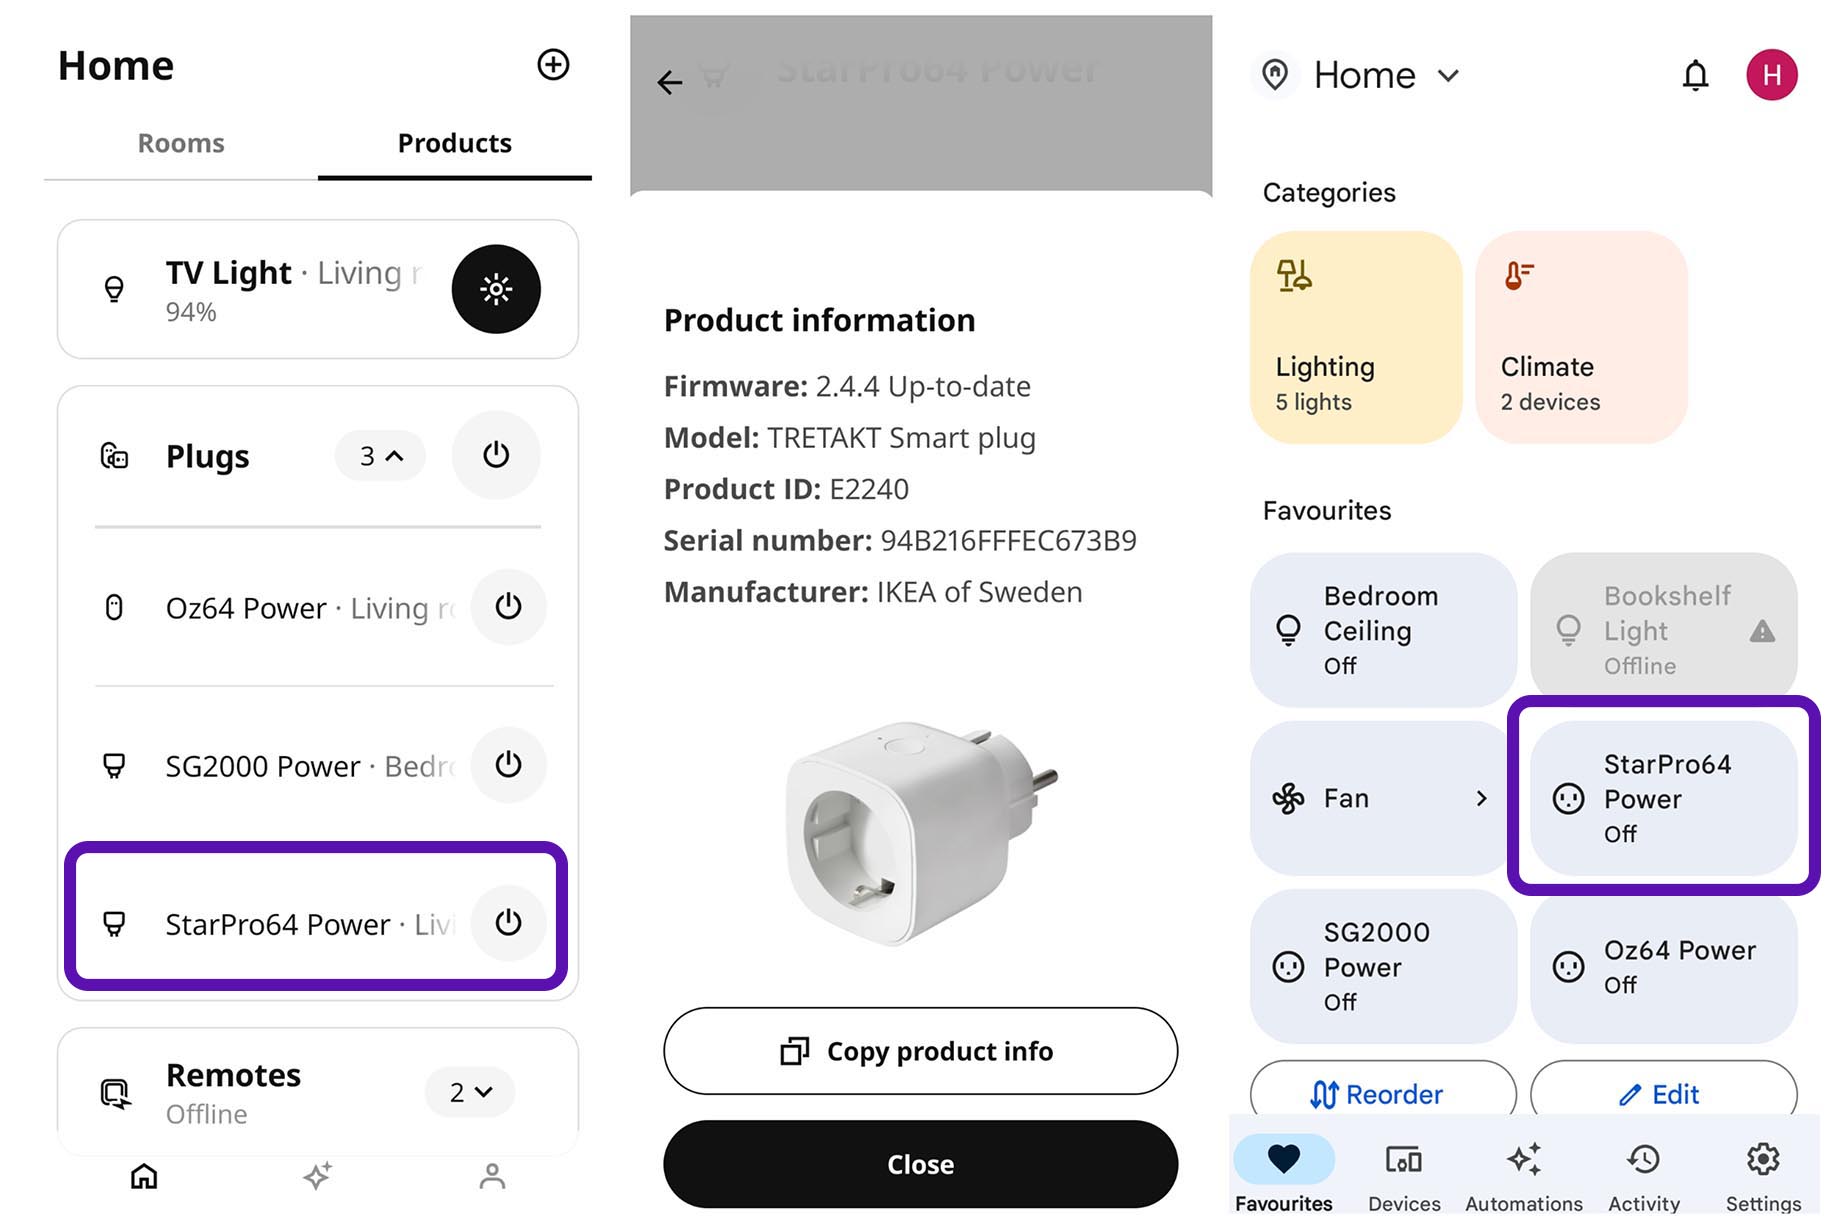 Home
Rooms
Products
TV Light · Living
94%
Plugs
3
Oz64 Power · Living
SG2000 Power · Bedro
StarPro64 Power · Livi
Remotes
Offline
2
StarPro64 Power
Product information
Firmware: 2.4.4 Up-to-date
Model: TRETAKT Smart plug
Product ID: E2240
Serial number: 94B216FFFEC673B9
Manufacturer: IKEA of Sweden
Copy product info
Close
Home
H
Categories
Lighting
5 lights
Climate
2 devices
Favourites
Bedroom
Ceiling
Off
Bookshelf
Light
Offline
Fan
StarPro64
Power
Off
SG2000
Power
Off
Oz64 Power
Off
Reorder
Edit
Favourites
Devices
Automations
Activity
Settings